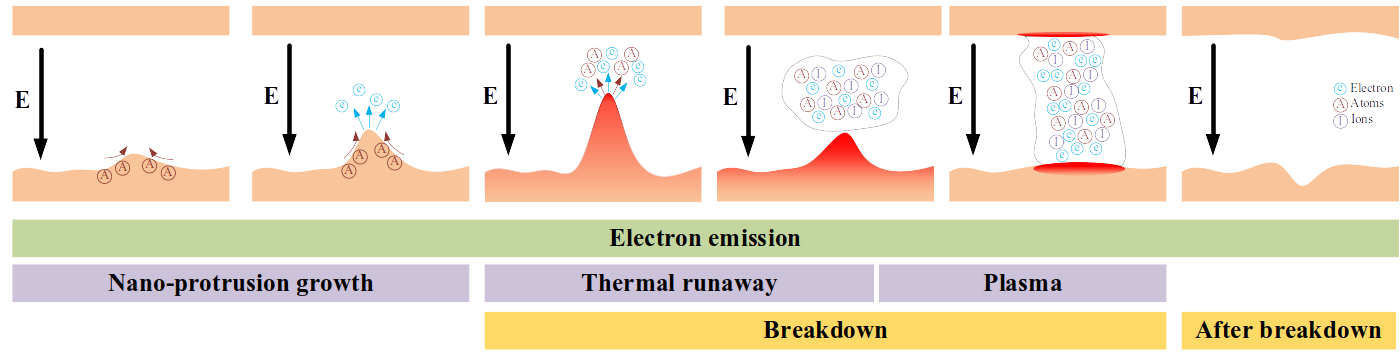 E
E
E
E
E
E
e Electron
A Atoms
I Ions
Electron emission
Nano-protrusion growth
Thermal runaway
Plasma
Breakdown
After breakdown